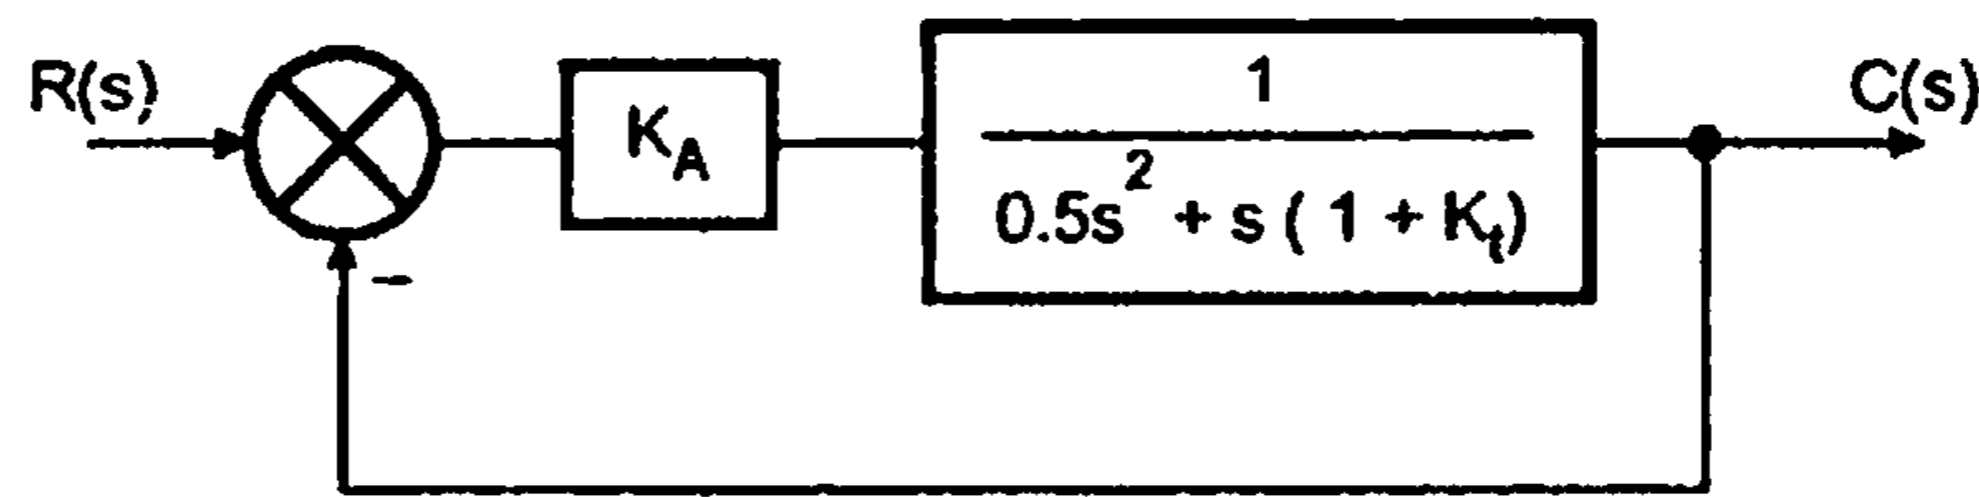 R(s)
K_A
1
0.5s^2 + s ( 1 + K_t)
C(s)
−